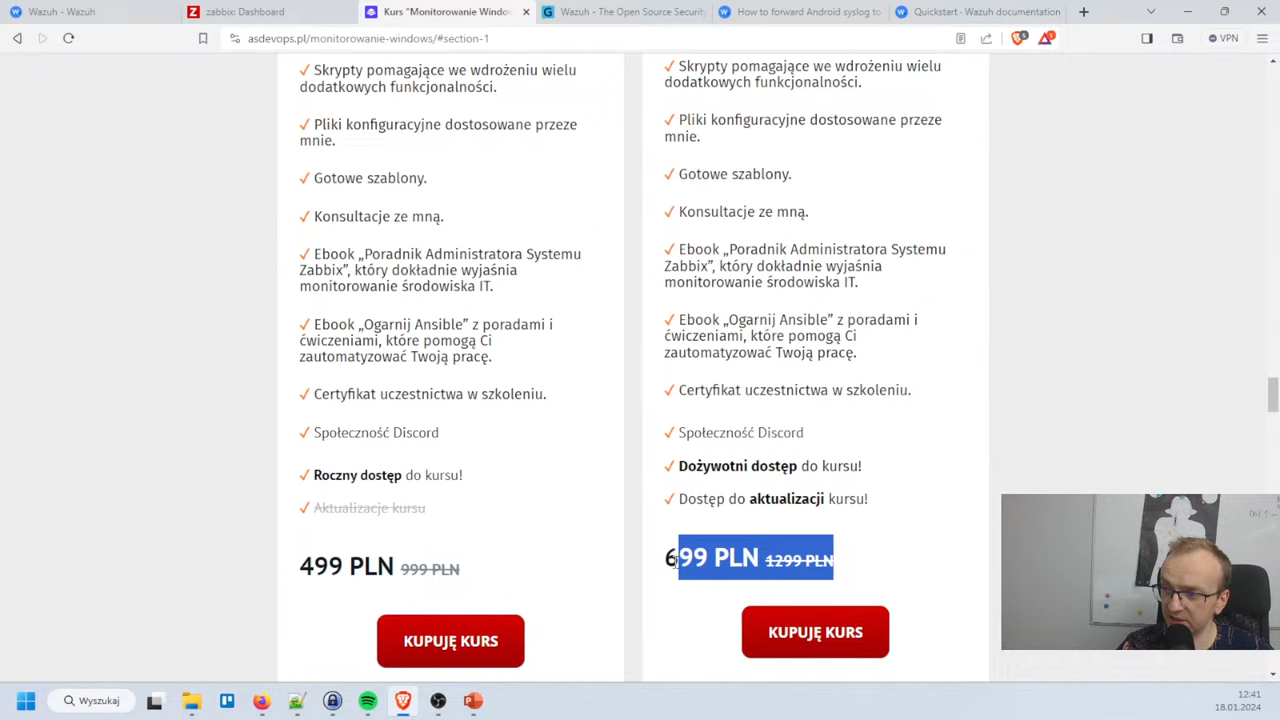 Wazuh - Wazuh
zabbix: Dashboard
Kurs "Monitorowanie Window
Wazuh - The Open Source Security
How to forward Android syslog to
Quickstart - Wazuh documentation
asdevops.pl/monitorowanie-windows/#section-1
VPN
✓ Skrypty pomagające we wdrożeniu wielu
dodatkowych funkcjonalności.
✓ Pliki konfiguracyjne dostosowane przeze
mnie.
✓ Gotowe szablony.
✓ Konsultacje ze mną.
✓ Ebook „Poradnik Administratora Systemu
Zabbix”, który dokładnie wyjaśnia
monitorowanie środowiska IT.
✓ Ebook „Ogarnij Ansible” z poradami i
ćwiczeniami, które pomogą Ci
zautomatyzować Twoją pracę.
✓ Certyfikat uczestnictwa w szkoleniu.
✓ Społeczność Discord
✓ Roczny dostęp do kursu!
✓ Aktualizacje kursu
499 PLN 999 PLN
KUPUJĘ KURS
✓ Skrypty pomagające we wdrożeniu wielu
dodatkowych funkcjonalności.
✓ Pliki konfiguracyjne dostosowane przeze
mnie.
✓ Gotowe szablony.
✓ Konsultacje ze mną.
✓ Ebook „Poradnik Administratora Systemu
Zabbix”, który dokładnie wyjaśnia
monitorowanie środowiska IT.
✓ Ebook „Ogarnij Ansible” z poradami i
ćwiczeniami, które pomogą Ci
zautomatyzować Twoją pracę.
✓ Certyfikat uczestnictwa w szkoleniu.
✓ Społeczność Discord
✓ Dożywotni dostęp do kursu!
✓ Dostęp do aktualizacji kursu!
699 PLN 1299 PLN
KUPUJĘ KURS
Wyszukaj
12:41
18.01.2024